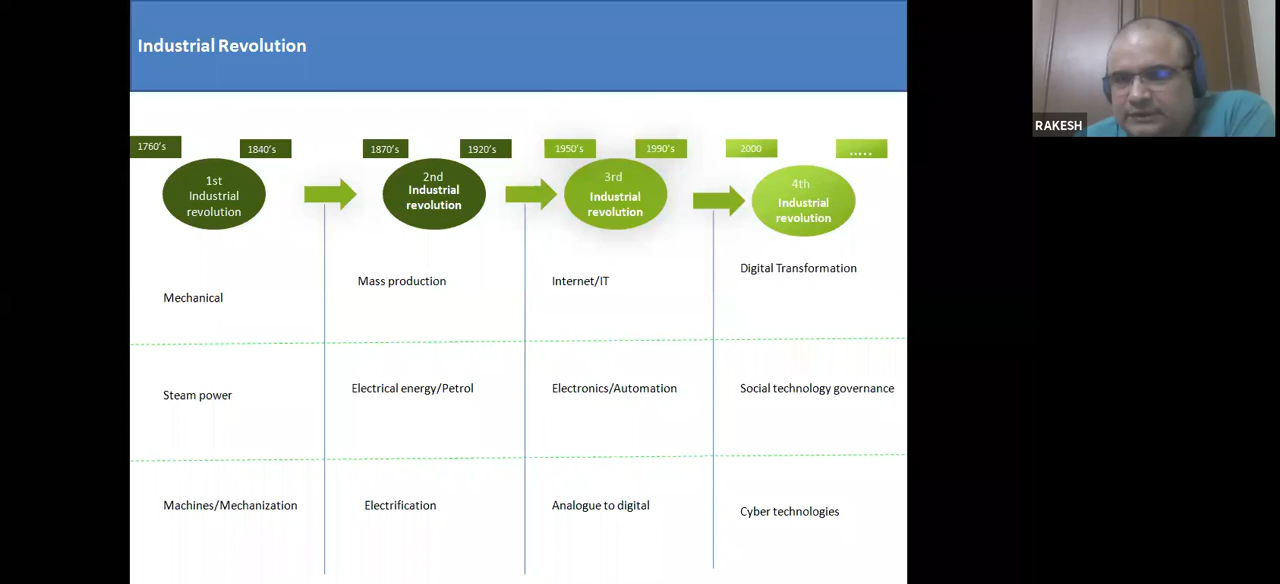 Industrial Revolution
RAKESH
1760's
1840's
1870's
1920's
1950's
1990's
2000
.....
1st
Industrial
revolution
2nd
Industrial
revolution
3rd
Industrial
revolution
4th
Industrial
revolution
Mechanical
Mass production
Internet/IT
Digital Transformation
Steam power
Electrical energy/Petrol
Electronics/Automation
Social technology governance
Machines/Mechanization
Electrification
Analogue to digital
Cyber technologies